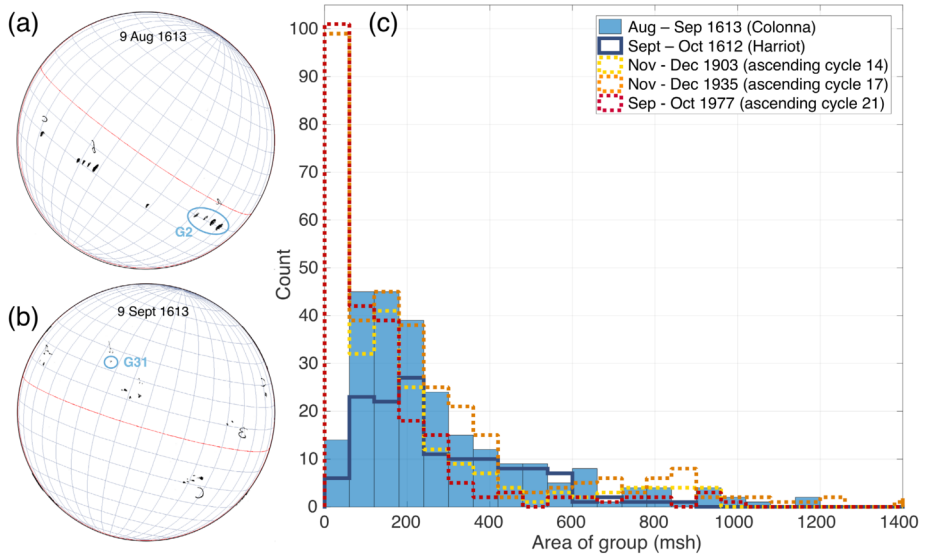 (a)
9 Aug 1613
G2
(b)
9 Sept 1613
G31
(c)
Aug – Sep 1613 (Colonna)
Sept – Oct 1612 (Harriot)
Nov - Dec 1903 (ascending cycle 14)
Nov - Dec 1935 (ascending cycle 17)
Sep - Oct 1977 (ascending cycle 21)
Count
100
90
80
70
60
50
40
30
20
10
0
0 200 400 600 800 1000 1200 1400
Area of group (msh)